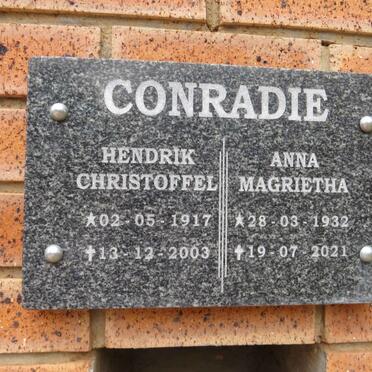 CONRADIE
HENDRIK
CHRISTOFFEL
★02-05-1917
✝13-12-2003
ANNA
MAGRIETHA
★28-03-1932
✝19-07-2021